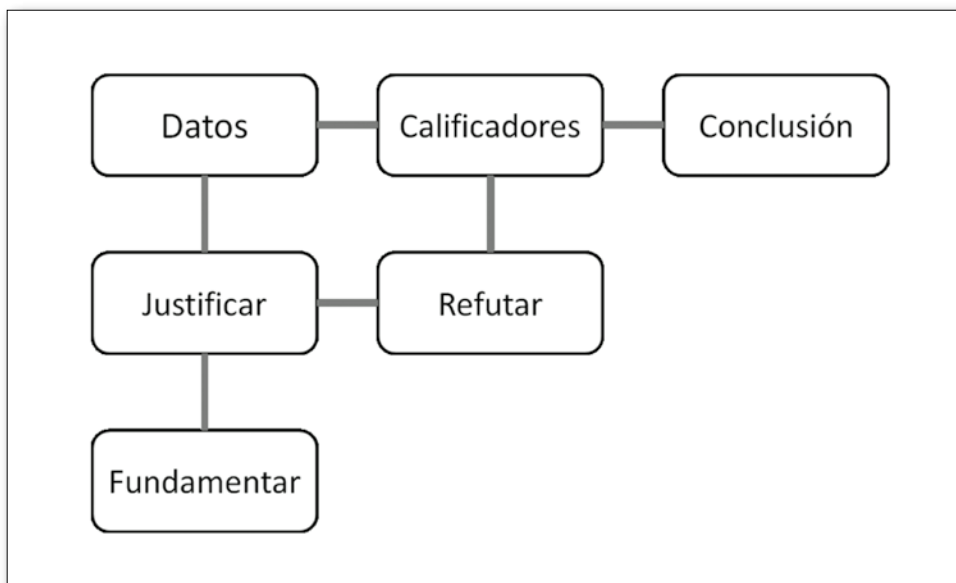 Datos
Calificadores
Conclusión
Justificar
Refutar
Fundamentar